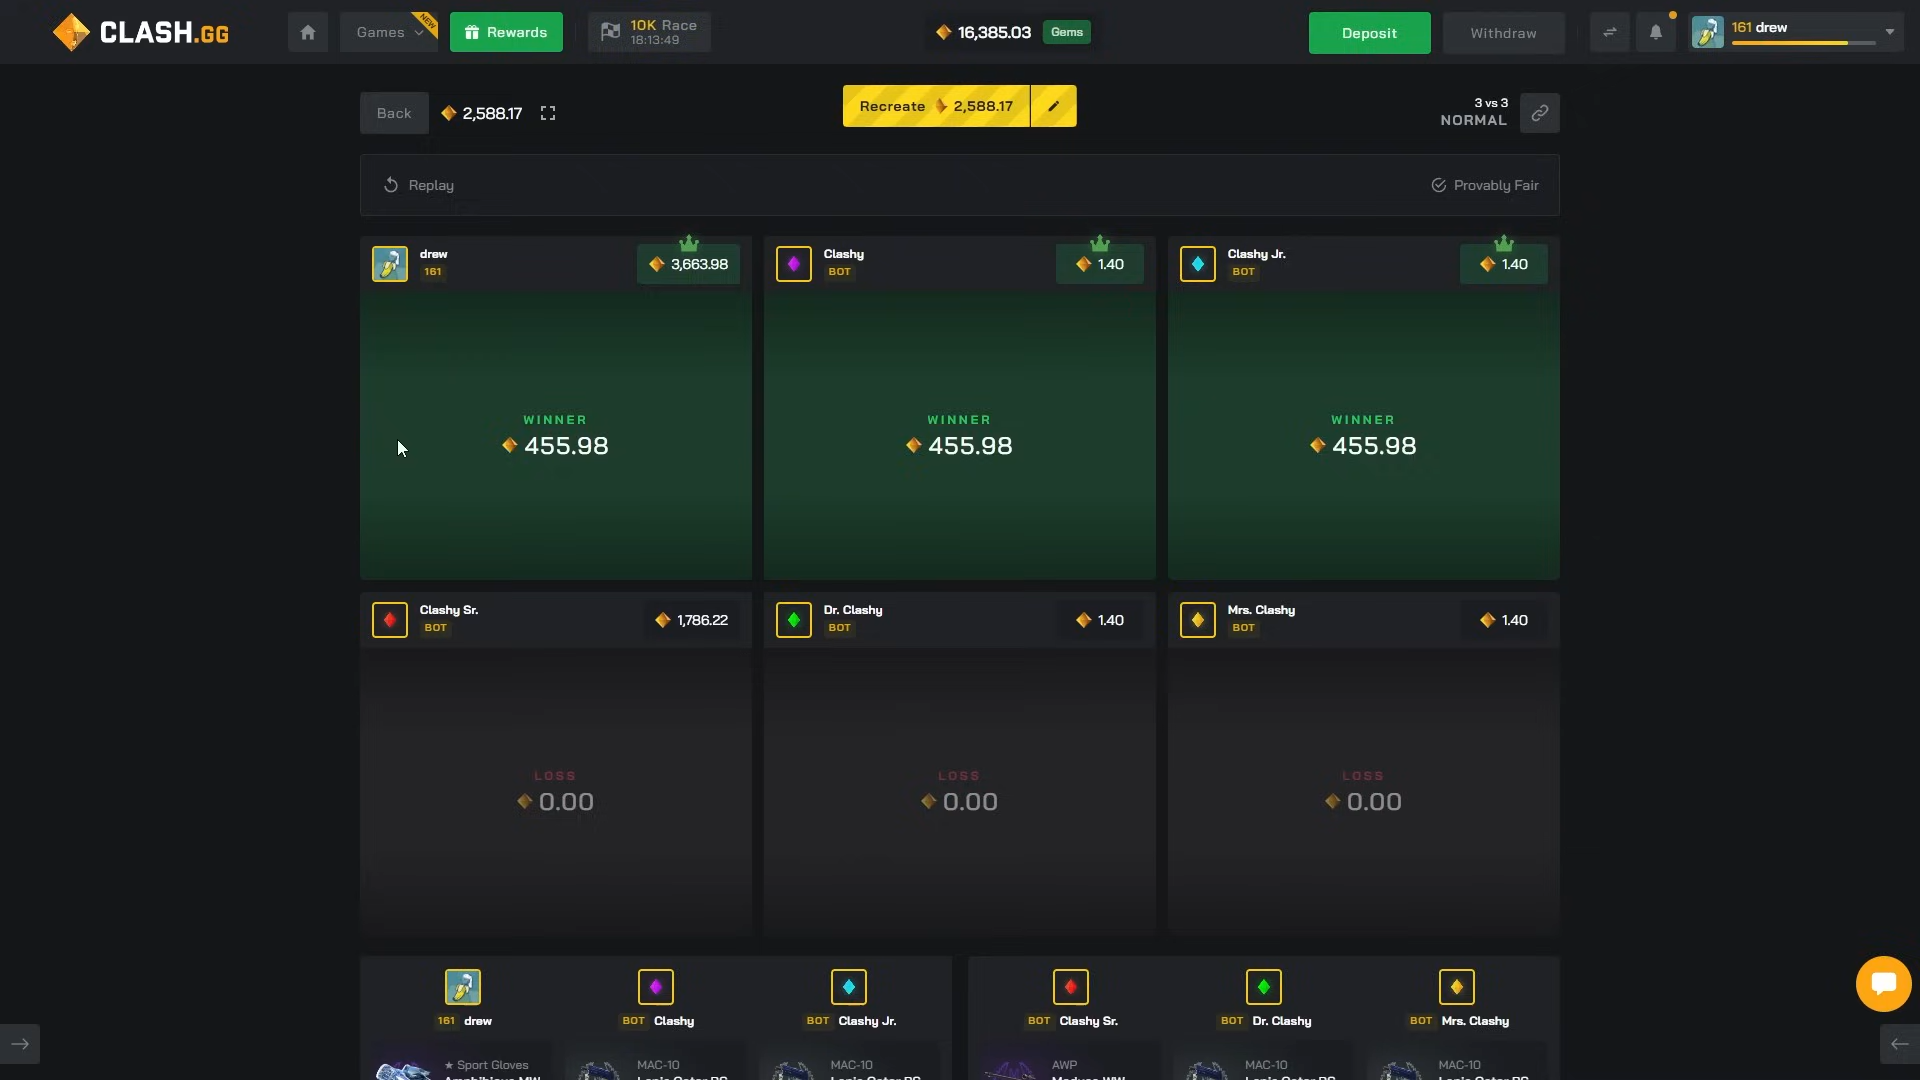 CLASH.GG
Games
NEW
Rewards
10K Race
18:13:49
16,385.03 Gems
Deposit
Withdraw
161 drew
Back
2,588.17
Recreate 2,588.17
3 vs 3
NORMAL
Replay
Provably Fair
drew
161
3,663.98
Clashy
BOT
1.40
Clashy Jr.
BOT
1.40
WINNER
455.98
WINNER
455.98
WINNER
455.98
Clashy Sr.
BOT
1,786.22
Dr. Clashy
BOT
1.40
Mrs. Clashy
BOT
1.40
LOSS
0.00
LOSS
0.00
LOSS
0.00
161 drew
BOT Clashy
BOT Clashy Jr.
BOT Clashy Sr.
BOT Dr. Clashy
BOT Mrs. Clashy
★ Sport Gloves
MAC-10
MAC-10
AWP
MAC-10
MAC-10